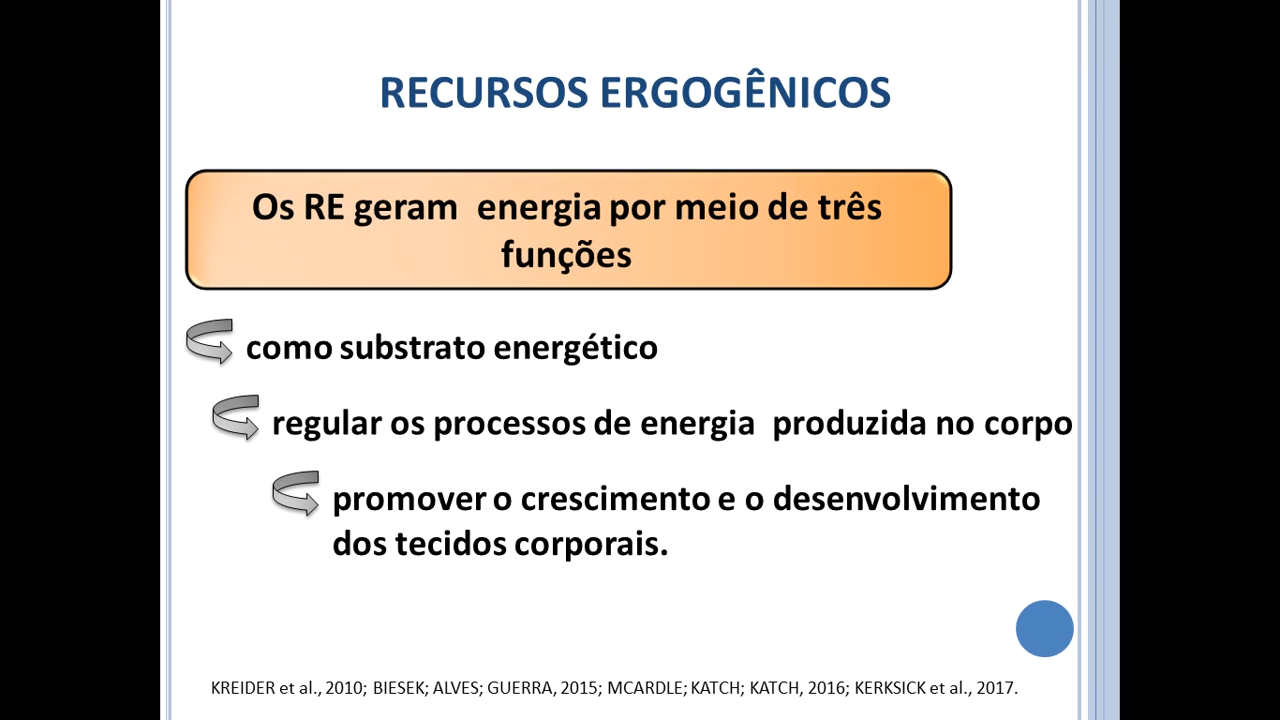 RECURSOS ERGOGÊNICOS
Os RE geram energia por meio de três
funções
como substrato energético
regular os processos de energia produzida no corpo
promover o crescimento e o desenvolvimento
dos tecidos corporais.
KREIDER et al., 2010; BIESEK; ALVES; GUERRA, 2015; MCARDLE; KATCH; KATCH, 2016; KERKSICK et al., 2017.